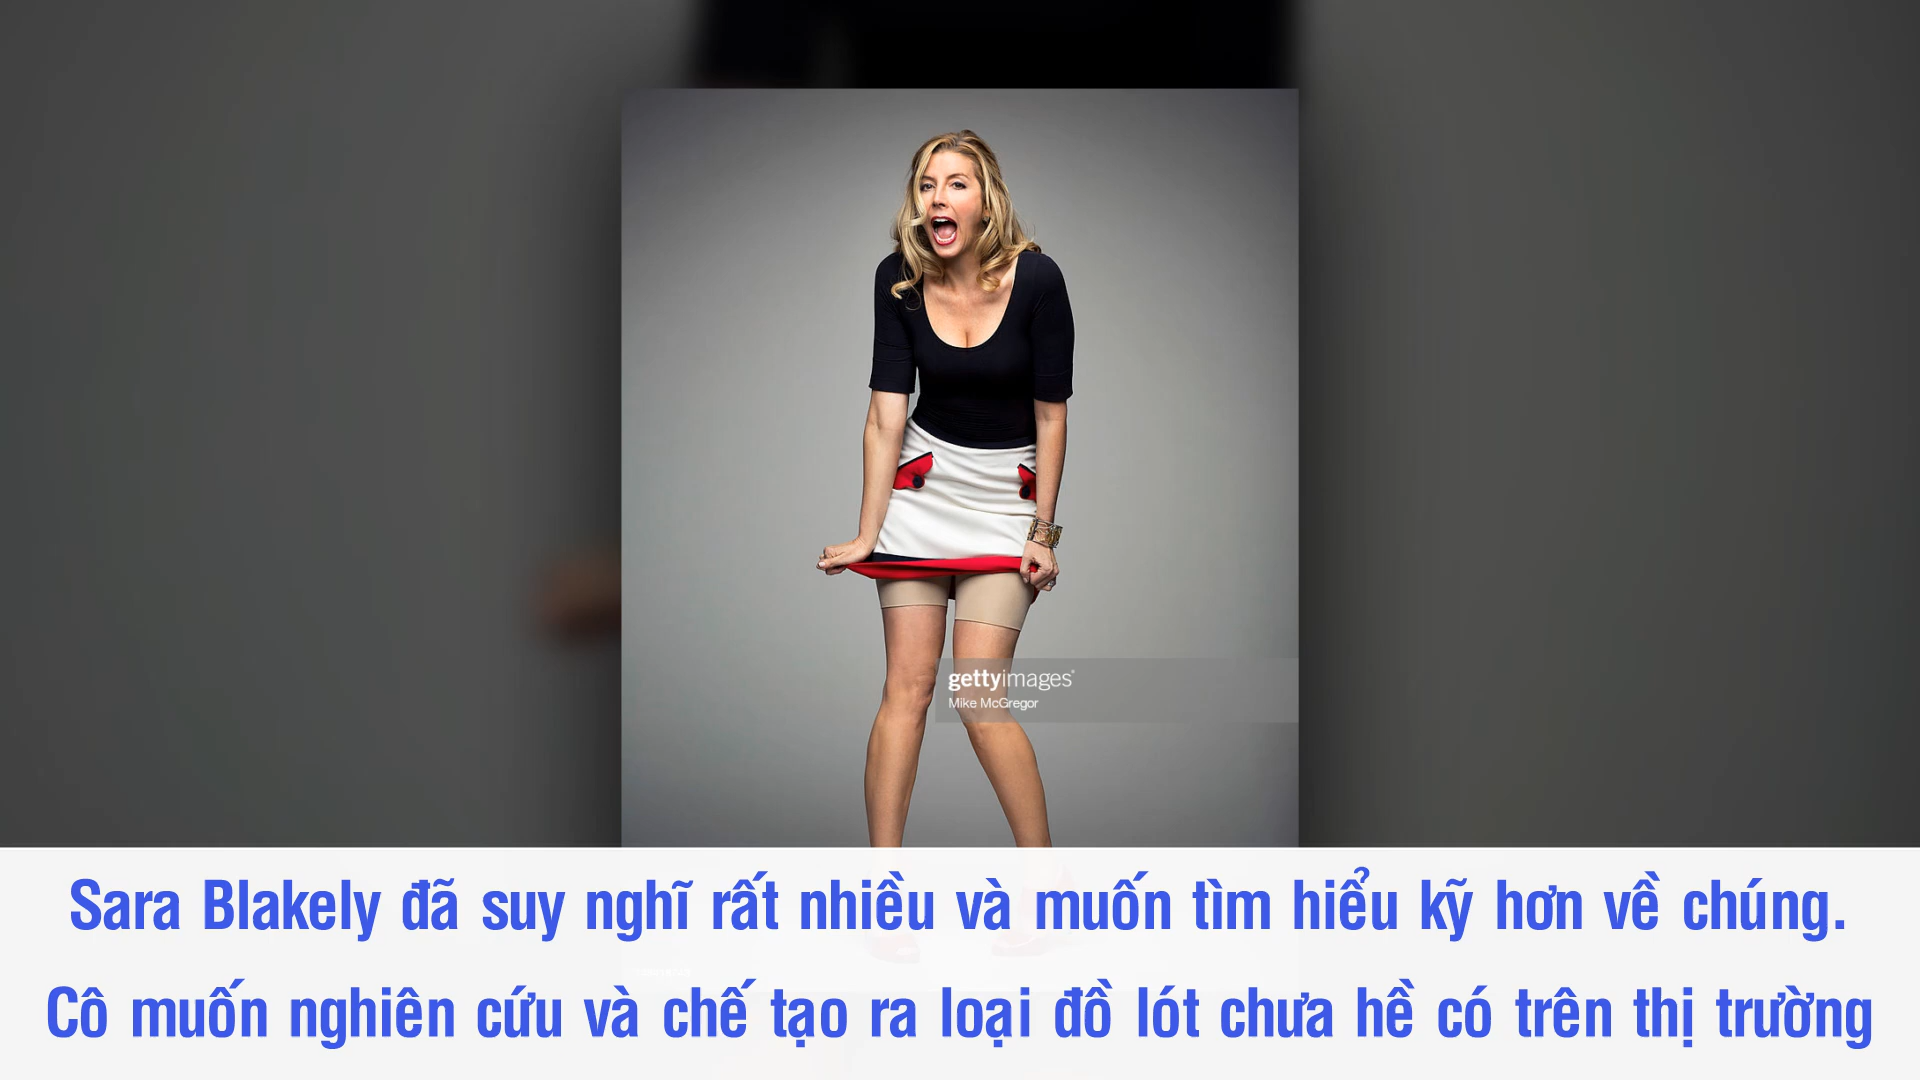 gettyimages®
Mike McGregor
Sara Blakely đã suy nghĩ rất nhiều và muốn tìm hiểu kỹ hơn về chúng.
Cô muốn nghiên cứu và chế tạo ra loại đồ lót chưa hề có trên thị trường